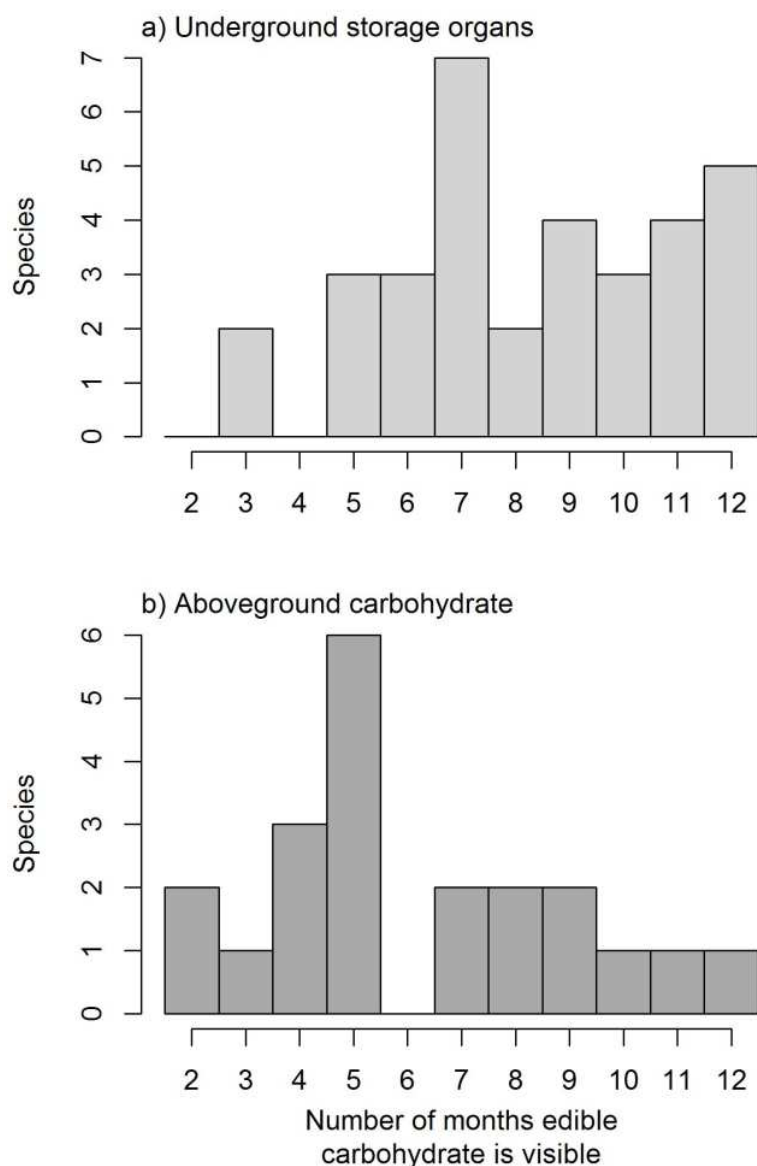 a) Underground storage organs
7
6
5
4
3
2
1
0
Species
2 3 4 5 6 7 8 9 10 11 12
b) Aboveground carbohydrate
6
5
4
3
2
1
0
Species
2 3 4 5 6 7 8 9 10 11 12
Number of months edible
carbohydrate is visible